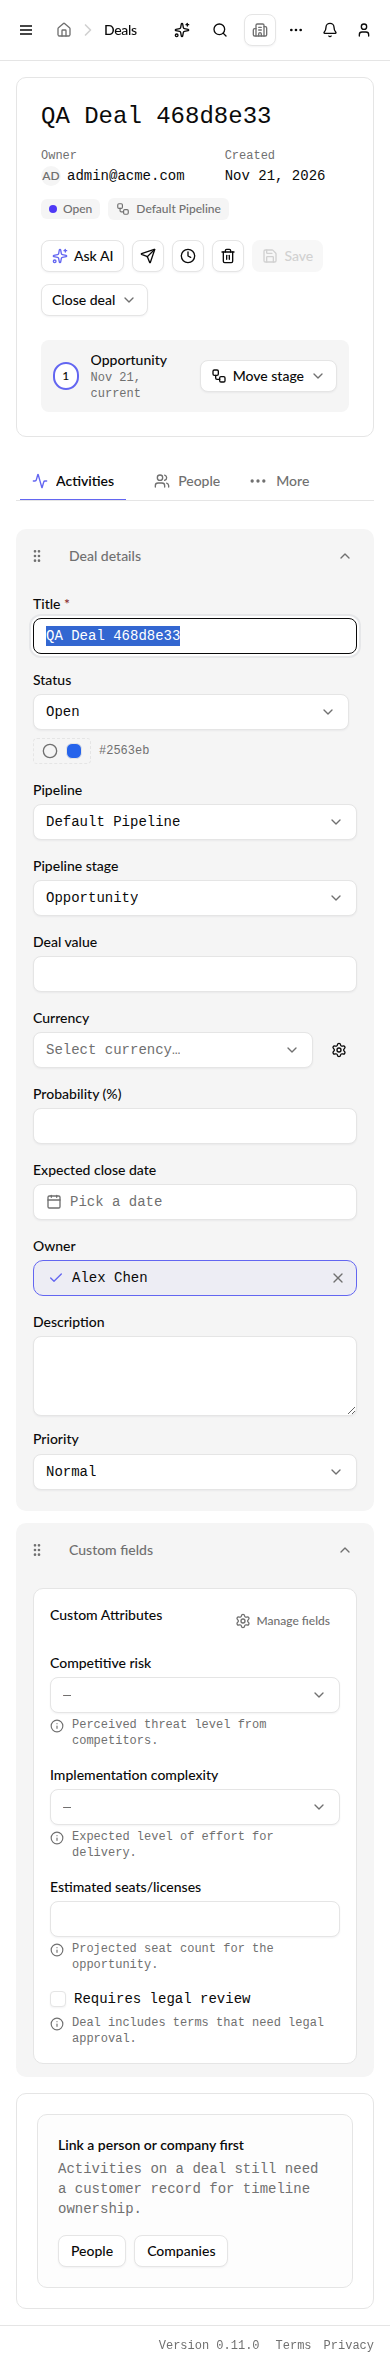 Deals
QA Deal 468d8e33
Owner
Created
AD admin@acme.com
Nov 21, 2026
Open
Default Pipeline
Ask AI
Save
Close deal
1
Opportunity
Nov 21,
current
Move stage
Activities
People
More
Deal details
Title *
QA Deal 468d8e33
Status
Open
#2563eb
Pipeline
Default Pipeline
Pipeline stage
Opportunity
Deal value
Currency
Select currency…
Probability (%)
Expected close date
Pick a date
Owner
Alex Chen
Description
Priority
Normal
Custom fields
Custom Attributes
Manage fields
Competitive risk
—
Perceived threat level from
competitors.
Implementation complexity
—
Expected level of effort for
delivery.
Estimated seats/licenses
Projected seat count for the
opportunity.
Requires legal review
Deal includes terms that need legal
approval.
Link a person or company first
Activities on a deal still need
a customer record for timeline
ownership.
People
Companies
Version 0.11.0
Terms
Privacy